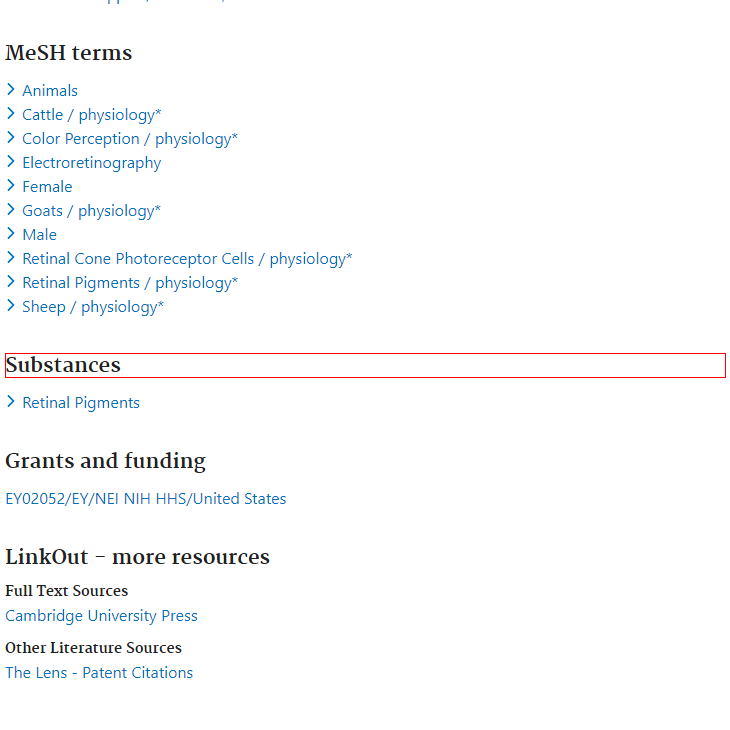 MeSH terms
Animals
Cattle / physiology*
Color Perception / physiology*
Electroretinography
Female
Goats / physiology*
Male
Retinal Cone Photoreceptor Cells / physiology*
Retinal Pigments / physiology*
Sheep / physiology*
Substances
Retinal Pigments
Grants and funding
EY02052/EY/NEI NIH HHS/United States
LinkOut - more resources
Full Text Sources
Cambridge University Press
Other Literature Sources
The Lens - Patent Citations